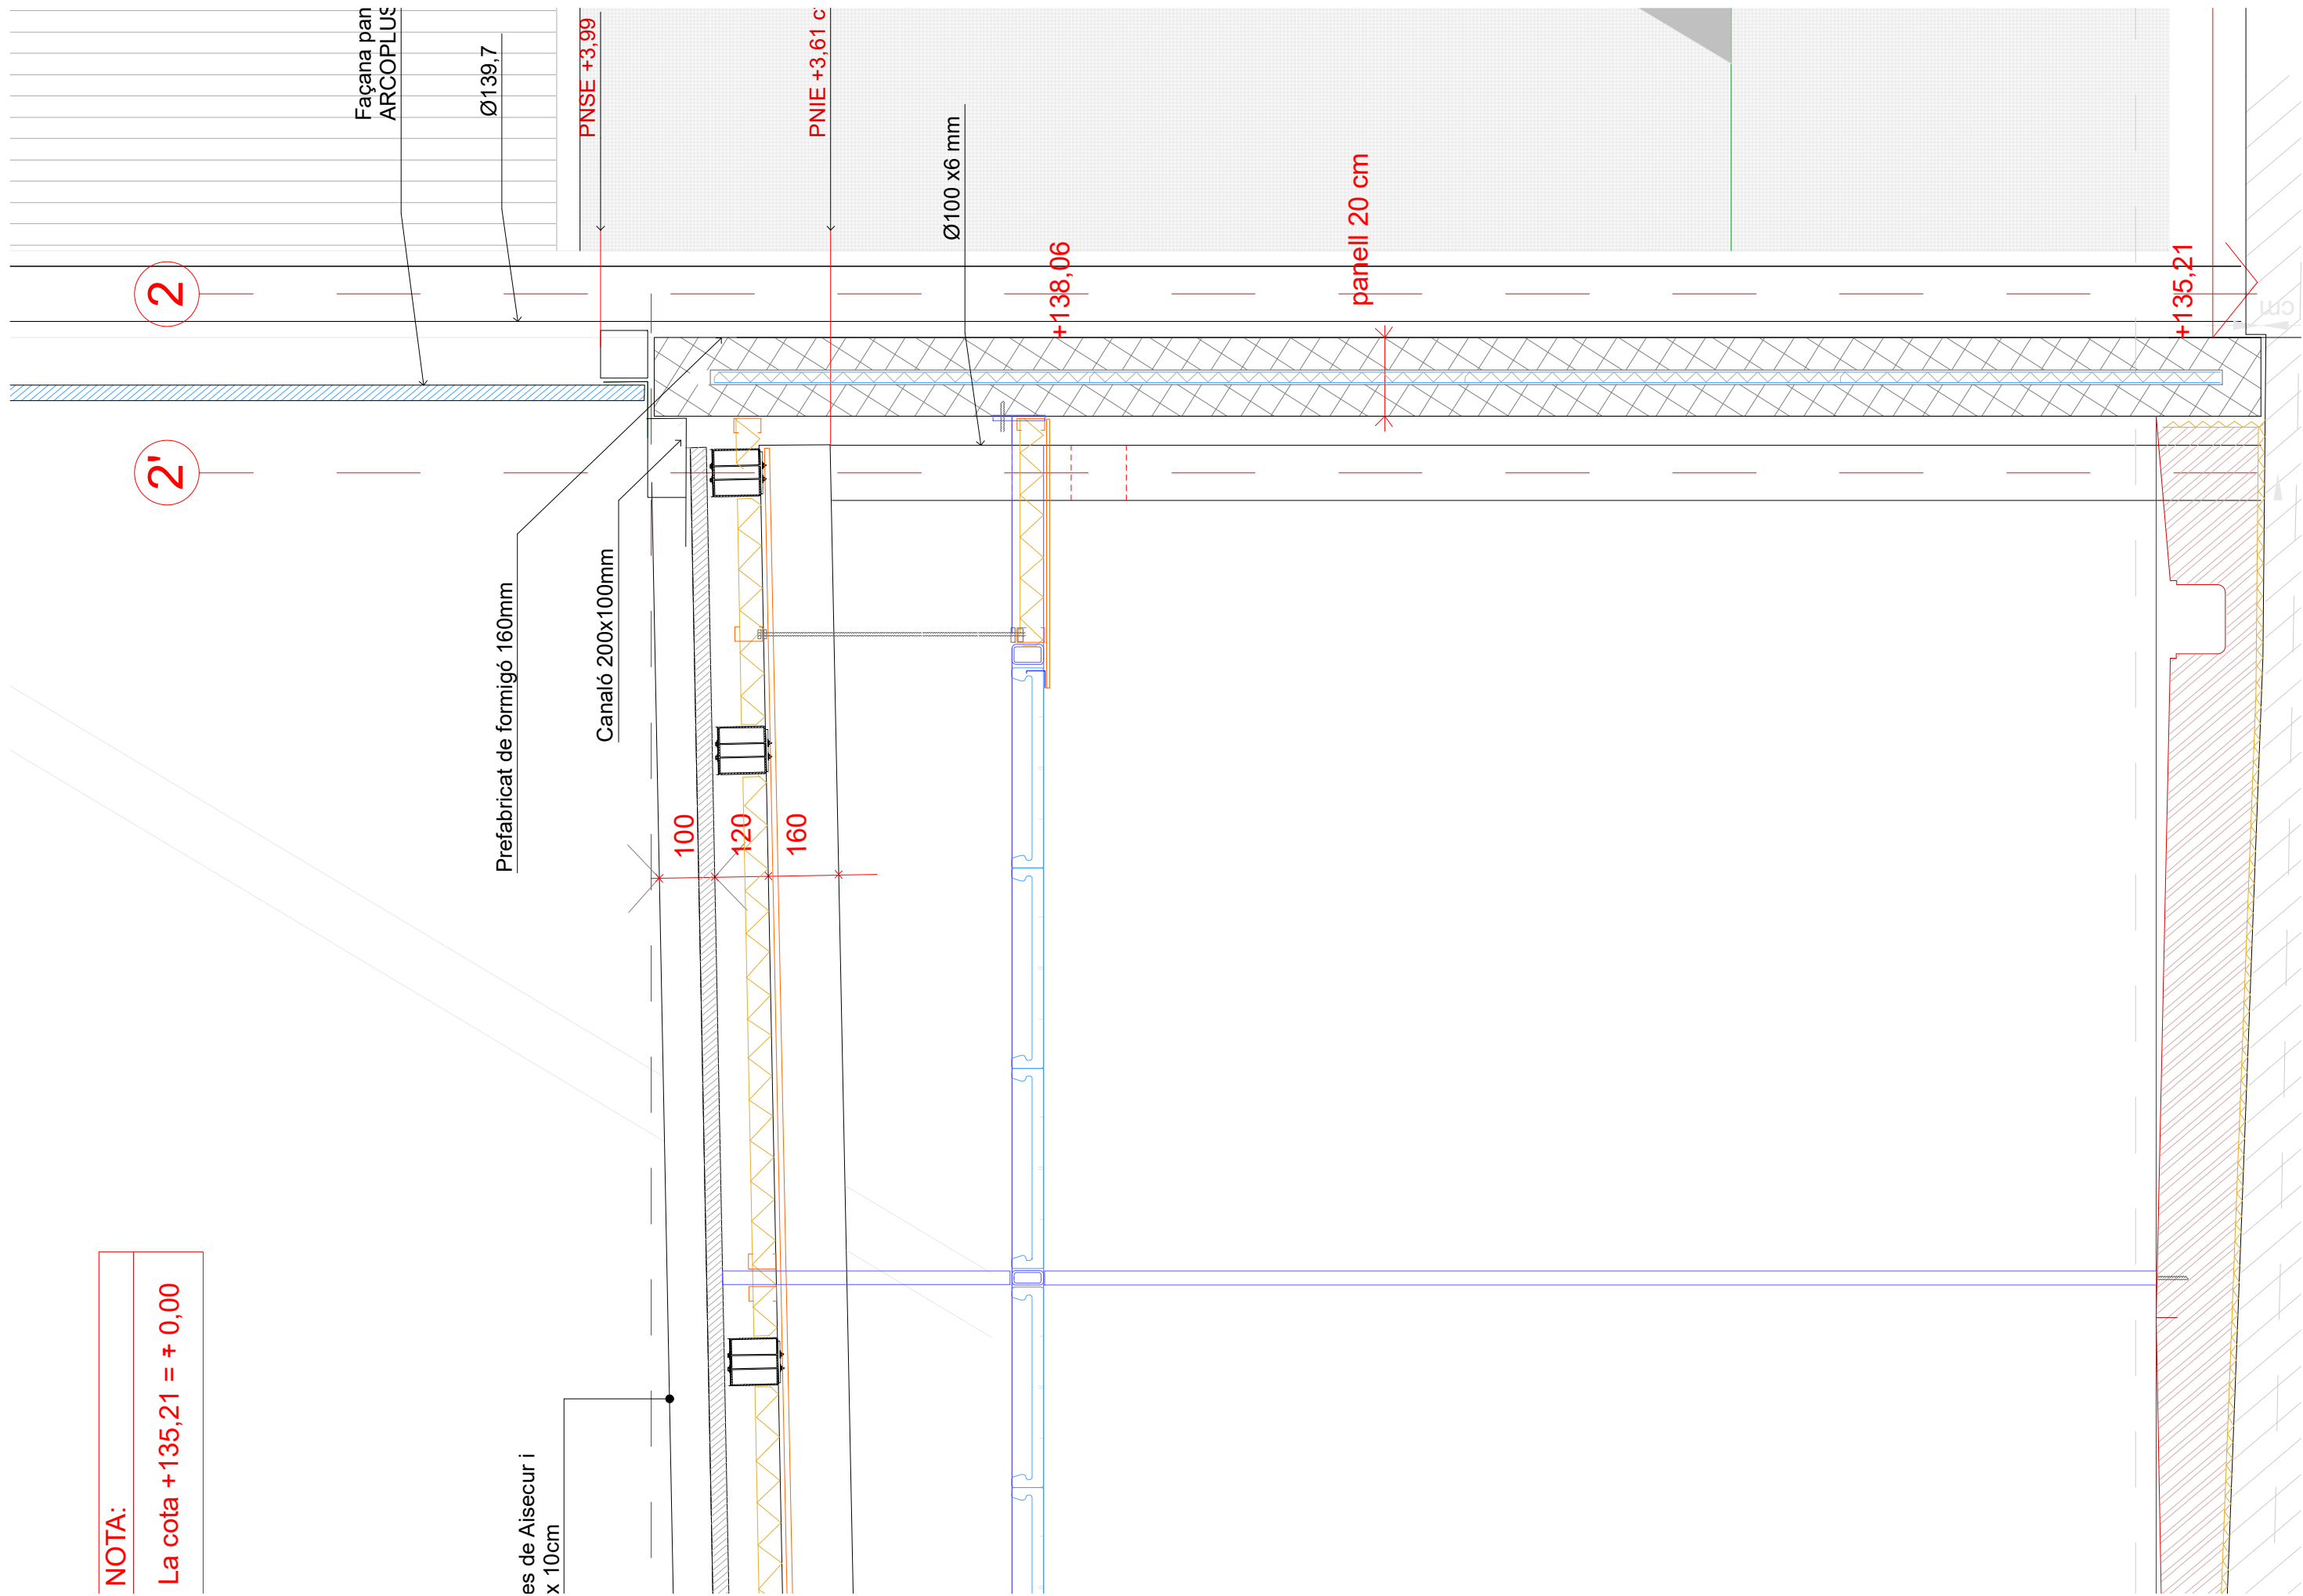 Façana pan
ARCOPLUS
Ø139,7
PNSE +3,99
PNIE +3,61 c
Ø100 x6 mm
+138,06
panell 20 cm
+135,21
cm
2
2'
Prefabricat de formigó 160mm
Canaló 200x100mm
100
120
160
NOTA:
La cota +135,21 = ± 0,00
es de Aisecur i
x 10cm